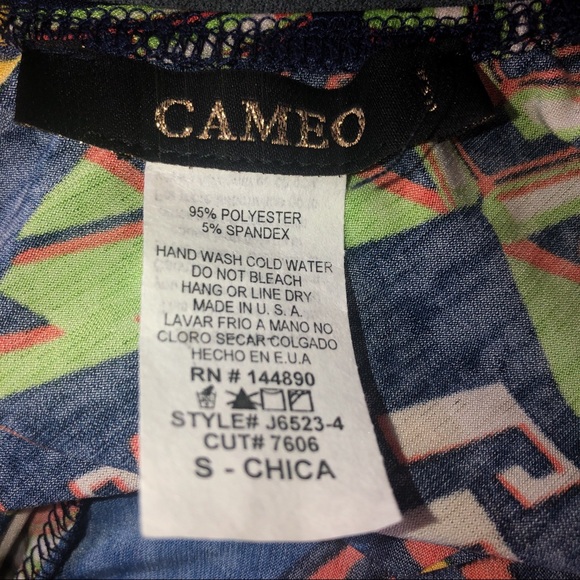 CAMEO
95% POLYESTER
5% SPANDEX
HAND WASH COLD WATER
DO NOT BLEACH
HANG OR LINE DRY
MADE IN U.S.A.
LAVAR FRIO A MANO NO
CLORO SECAR COLGADO
HECHO EN E.U.A
RN # 144890
STYLE# J6523-4
CUT# 7606
S - CHICA